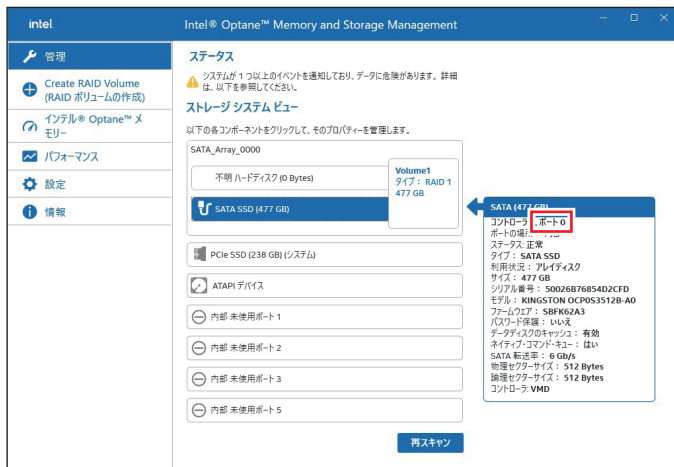 intel.
Intel® Optane™ Memory and Storage Management
管理
Create RAID Volume
(RAID ボリュームの作成)
インテル® Optane™ メ
モリー
パフォーマンス
設定
情報
ステータス
システムが 1 つ以上のイベントを通知しており、データに危険があります。詳細
は、以下を参照してください。
ストレージ システム ビュー
以下の各コンポーネントをクリックして、そのプロパティーを管理します。
SATA_Array_0000
不明 ハードディスク (0 Bytes)
SATA SSD (477 GB)
Volume1
タイプ： RAID 1
477 GB
PCIe SSD (238 GB) (システム)
ATAPI デバイス
内部 未使用ポート 1
内部 未使用ポート 2
内部 未使用ポート 3
内部 未使用ポート 5
再スキャン
SATA (477 GB)
コントローラ , ポート 0
ポートの場所
ステータス: 正常
タイプ： SATA SSD
利用状況： アレイディスク
サイズ： 477 GB
シリアル番号： 50026B76854D2CFD
モデル： KINGSTON OCP0S3512B-A0
ファームウェア： SBFK62A3
パスワード保護： いいえ
データディスクのキャッシュ： 有効
ネイティブ・コマンド・キュー： はい
SATA 転送率： 6 Gb/s
物理セクターサイズ： 512 Bytes
論理セクターサイズ： 512 Bytes
コントローラ: VMD